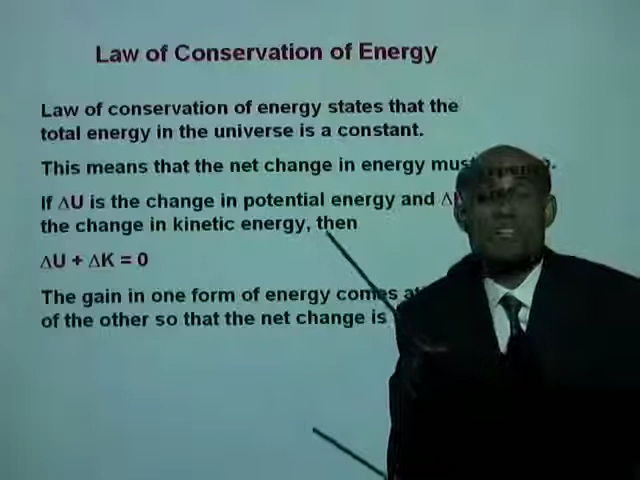 Law of Conservation of Energy
Law of conservation of energy states that the
total energy in the universe is a constant.
This means that the net change in energy must
If ΔU is the change in potential energy and
the change in kinetic energy, then
ΔU + ΔK = 0
The gain in one form of energy comes
of the other so that the net change is